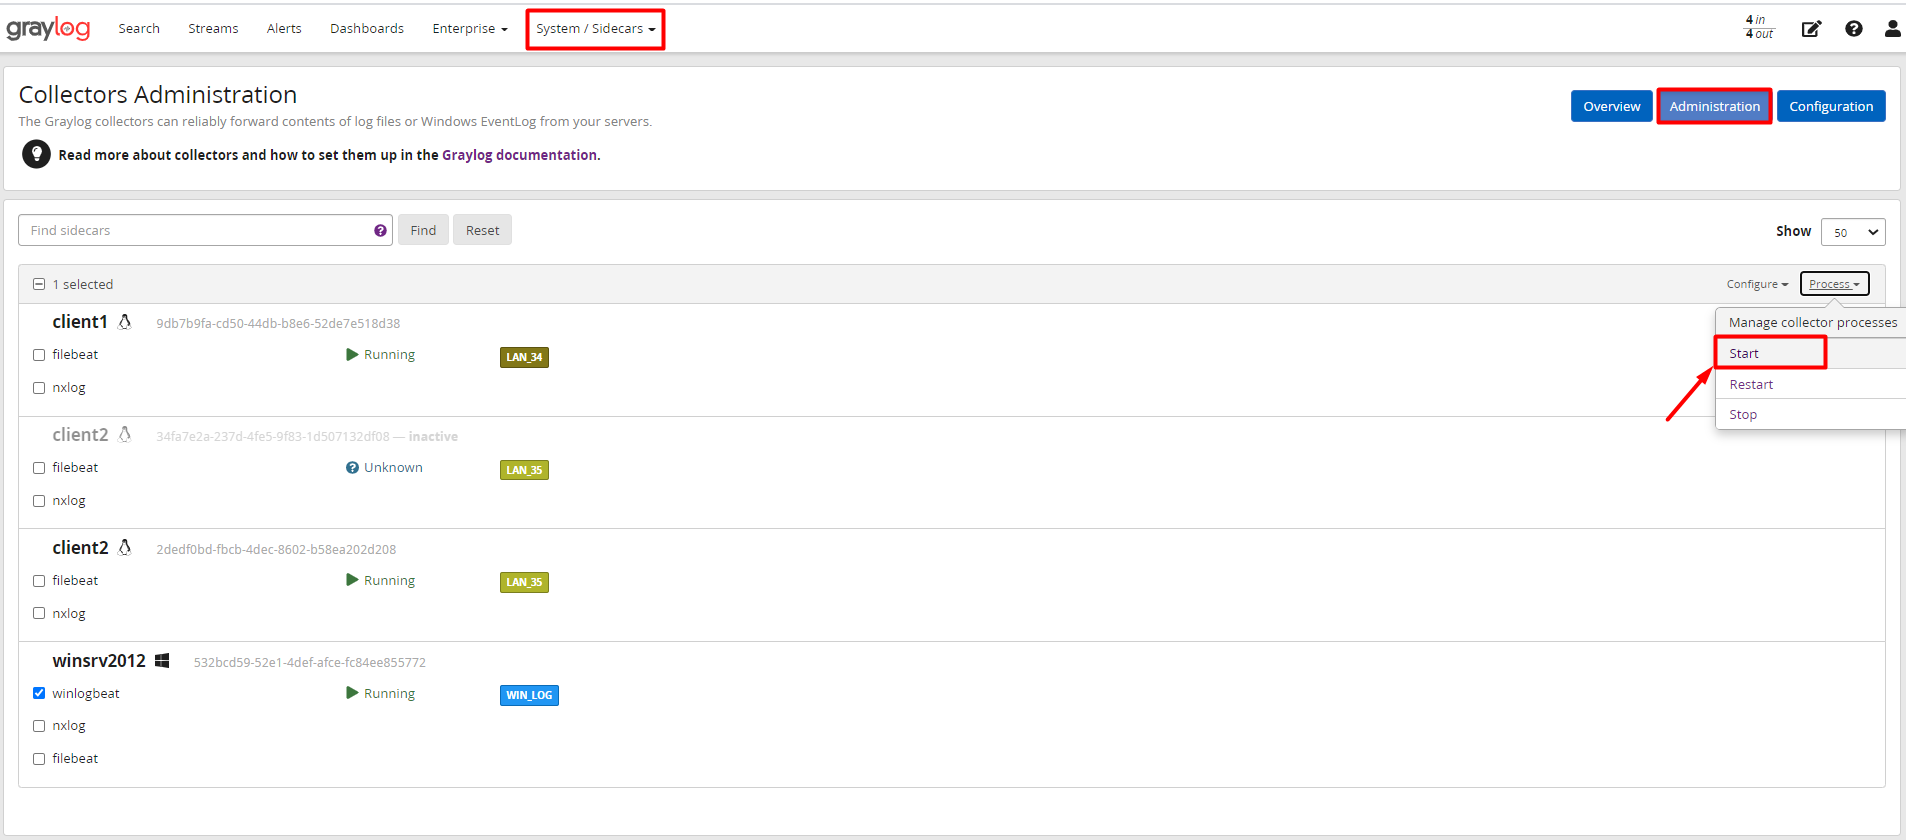 graylog Search Streams Alerts Dashboards Enterprise System / Sidecars 4 in
4 out
Collectors Administration
Overview Administration Configuration
The Graylog collectors can reliably forward contents of log files or Windows EventLog from your servers.
Read more about collectors and how to set them up in the Graylog documentation.
Find sidecars ? Find Reset Show 50
1 selected Configure Process
Manage collector processes
Start
Restart
Stop
client1 9db7b9fa-cd50-44db-b8e6-52de7e518d38
filebeat Running LAN_34
nxlog
client2 34fa7e2a-237d-4fe5-9f83-1d507132df08 — inactive
filebeat ? Unknown LAN_35
nxlog
client2 2dedf0bd-fbcb-4dec-8602-b58ea202d208
filebeat Running LAN_35
nxlog
winsrv2012 532bcd59-52e1-4def-afce-fc84ee855772
winlogbeat Running WIN_LOG
nxlog
filebeat